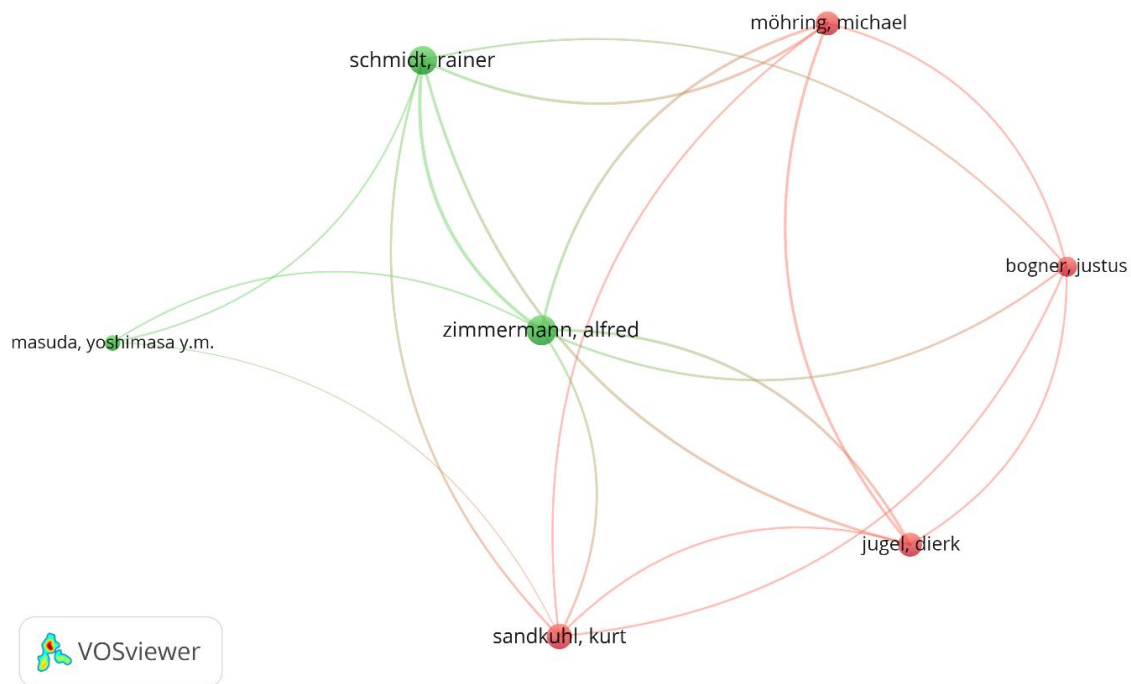 möhring, michael
schmidt, rainer
bogner, justus
zimmermann, alfred
masuda, yoshimasa y.m.
jugel, dierk
sandkuhl, kurt
VOSviewer